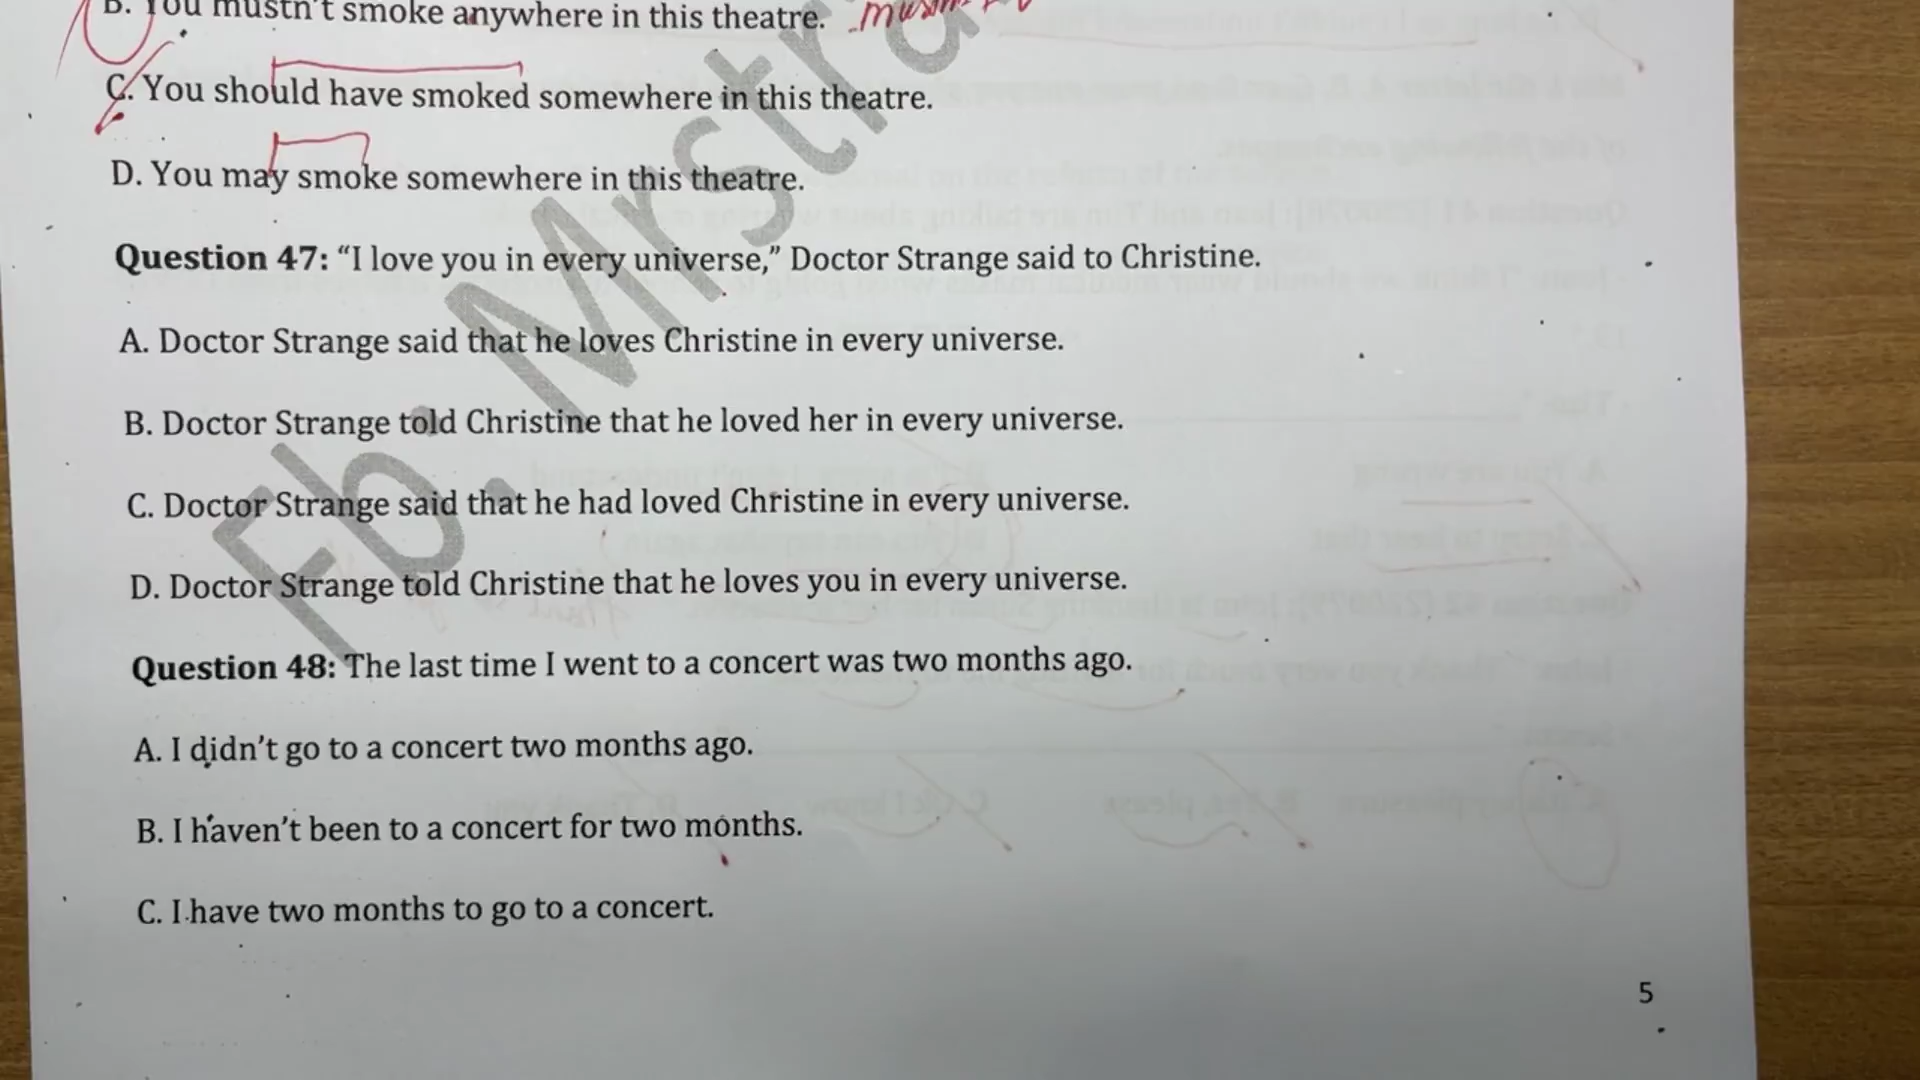 B. You mustn't smoke anywhere in this theatre.
C. You should have smoked somewhere in this theatre.
D. You may smoke somewhere in this theatre.
Question 47: “I love you in every universe,” Doctor Strange said to Christine.
A. Doctor Strange said that he loves Christine in every universe.
B. Doctor Strange told Christine that he loved her in every universe.
C. Doctor Strange said that he had loved Christine in every universe.
D. Doctor Strange told Christine that he loves you in every universe.
Question 48: The last time I went to a concert was two months ago.
A. I didn’t go to a concert two months ago.
B. I haven’t been to a concert for two months.
C. I have two months to go to a concert.
5
Fb: Mrstra